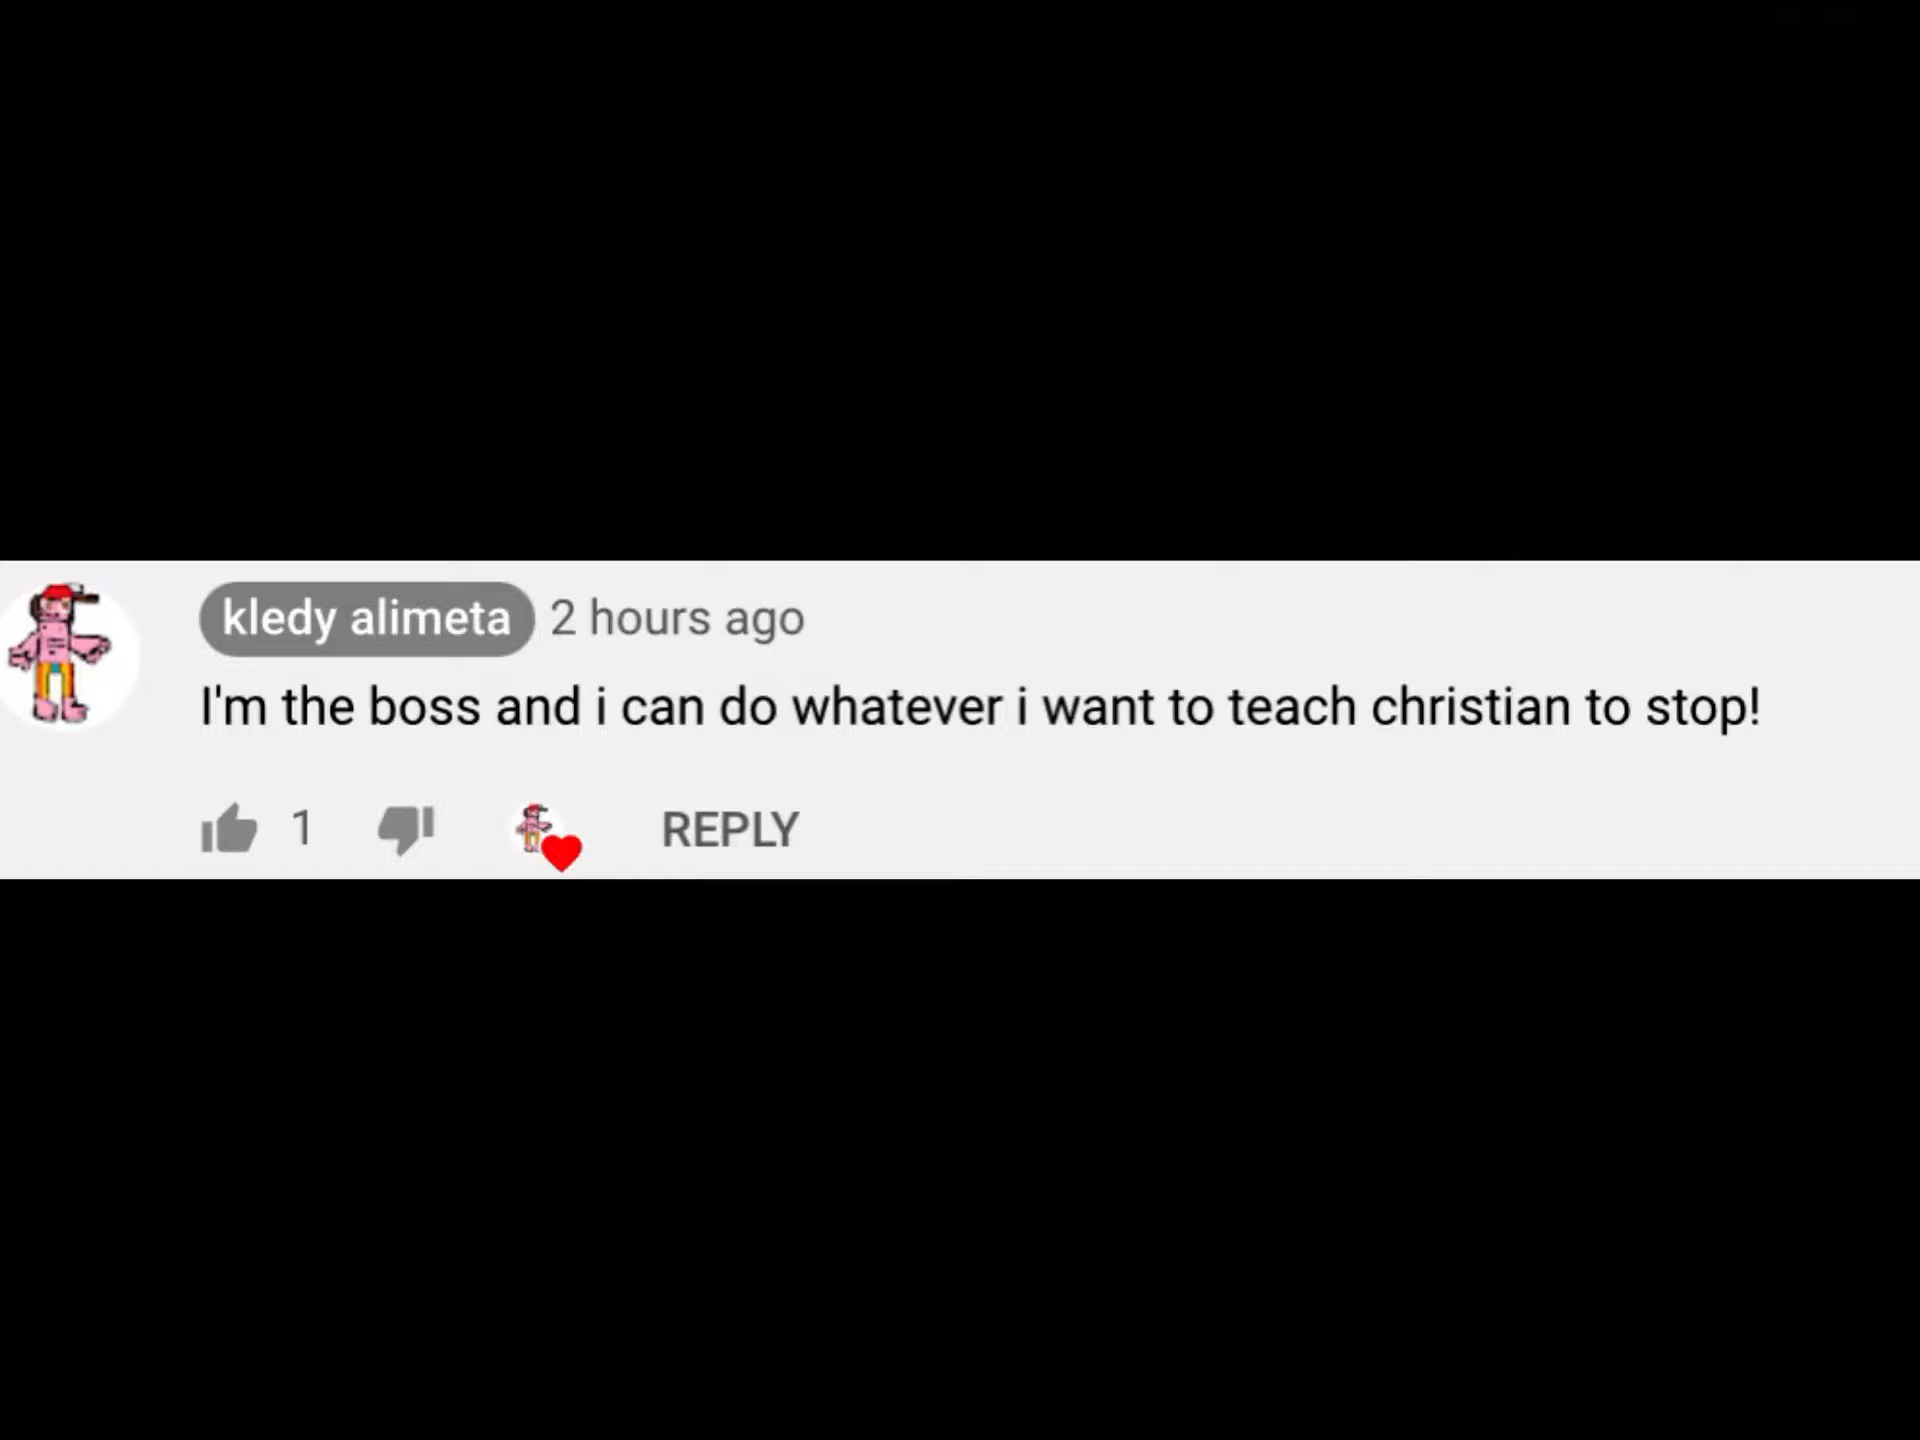 kledy alimeta 2 hours ago
I'm the boss and i can do whatever i want to teach christian to stop!
1 REPLY